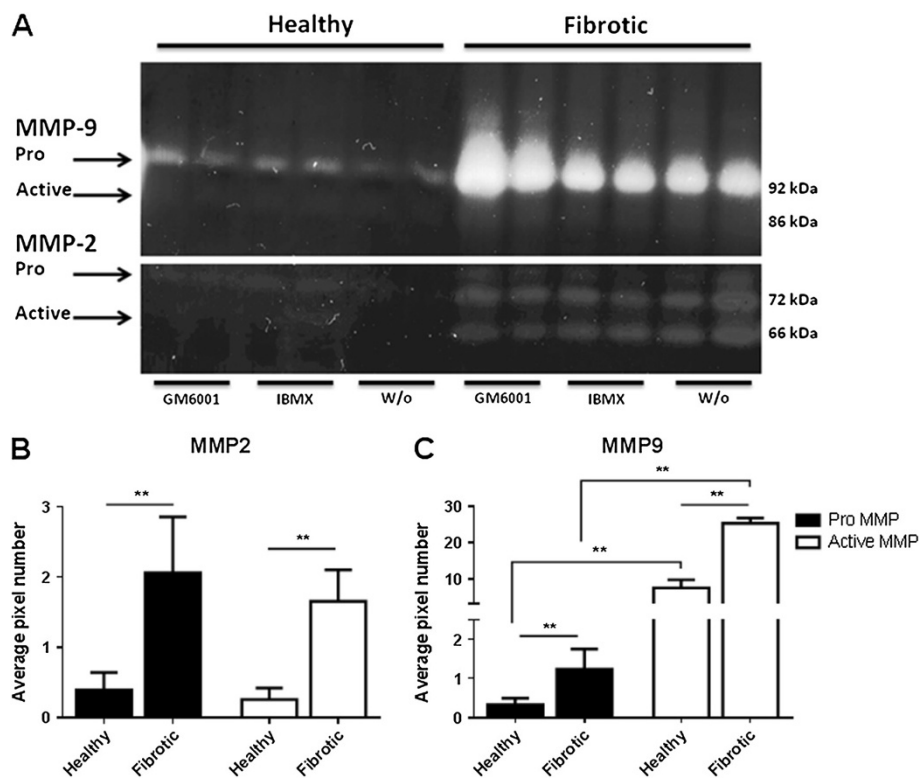 A
Healthy Fibrotic
MMP-9
Pro
Active
92 kDa
86 kDa
MMP-2
Pro
Active
72 kDa
66 kDa
GM6001 IBMX W/o GM6001 IBMX W/o
B MMP2
Average pixel number
3
2
1
0
**
**
Healthy Fibrotic Healthy Fibrotic
C MMP9
Average pixel number
30
20
10
2
1
0
**
**
**
**
Healthy Fibrotic Healthy Fibrotic
Pro MMP
Active MMP